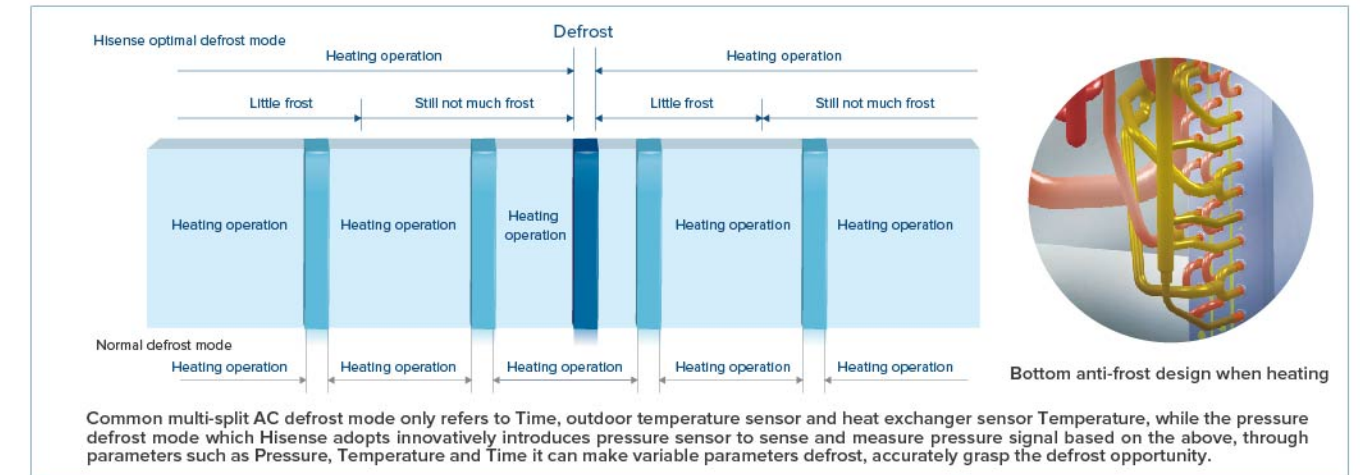 Defrost
Hisense optimal defrost mode
Heating operation
Heating operation
Little frost
Still not much frost
Little frost
Still not much frost
Heating operation
Heating operation
Heating
operation
Heating operation
Heating operation
Normal defrost mode
Heating operation
Heating operation
Heating operation
Heating operation
Heating operation
Bottom anti-frost design when heating
Common multi-split AC defrost mode only refers to Time, outdoor temperature sensor and heat exchanger sensor Temperature, while the pressure
defrost mode which Hisense adopts innovatively introduces pressure sensor to sense and measure pressure signal based on the above, through
parameters such as Pressure, Temperature and Time it can make variable parameters defrost, accurately grasp the defrost opportunity.